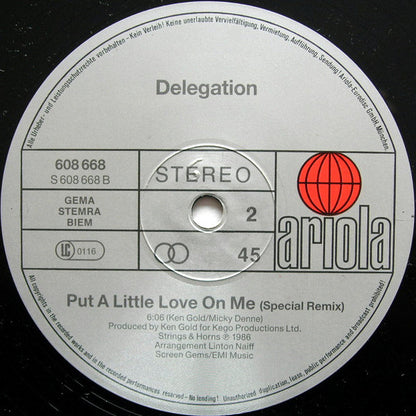 Alle Urheber- und Leistungsschutzrechte vorbehalten - Kein Verleih! Keine unerlaubte Vervielfältigung, Vermietung, Aufführung, Sendung! Ariola-Eurodisc GmbH, München
Delegation
608 668
S 608 668 B
STEREO
GEMA
STEMRA
BIEM
2
LC 0116
45
ariola
Put A Little Love On Me (Special Remix)
6:06 (Ken Gold/Micky Denne)
Produced by Ken Gold for Kego Productions Ltd.
Strings & Horns ℗ 1986
Arrangement Linton Naiff
Screen Gems/EMI Music
All copyrights in the recorded works and in the recorded performances reserved - No lending! Unauthorized duplication, lease, public performance and broadcast prohibited!